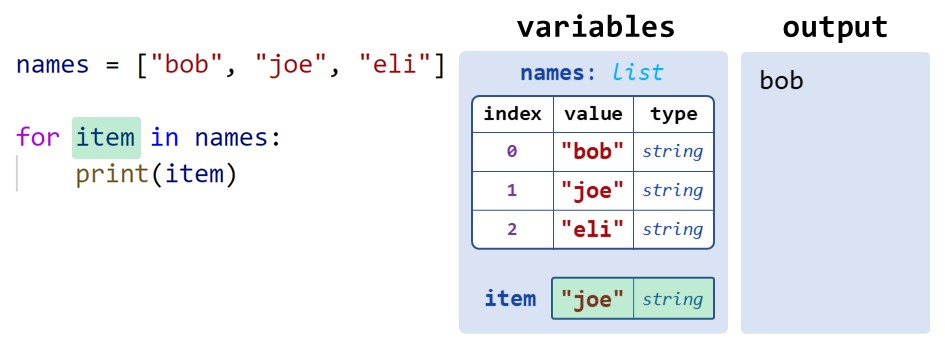 names = ["bob", "joe", "eli"]
for item in names:
    print(item)
variables
names: list
index value type
0 "bob" string
1 "joe" string
2 "eli" string
item "joe" string
output
bob